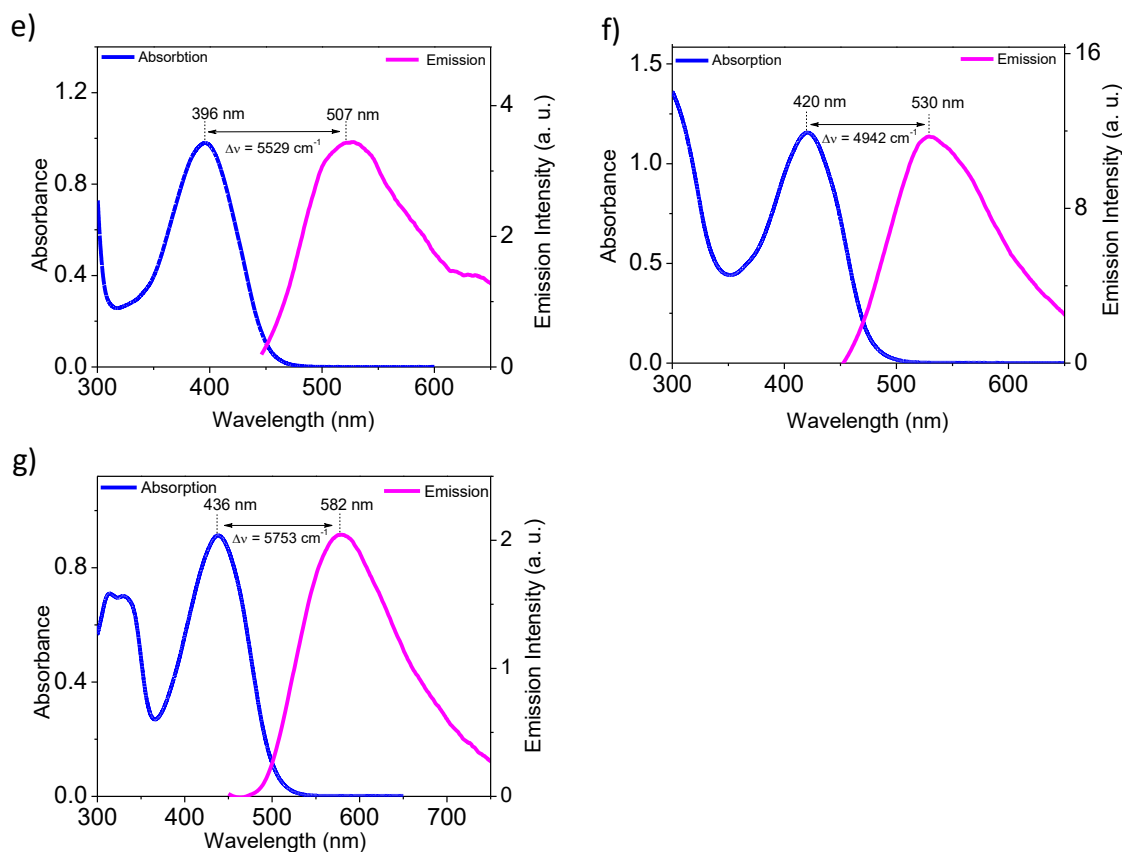 e)
Absorbtion
Emission
396 nm
507 nm
Δν = 5529 cm⁻¹
1.2
0.8
0.4
0.0
4
2
0
300
400
500
600
Absorbance
Emission Intensity (a. u.)
Wavelength (nm)
f)
Absorption
Emission
420 nm
530 nm
Δν = 4942 cm⁻¹
1.5
1.0
0.5
0.0
16
12
8
4
0
300
400
500
600
Absorbance
Emission Intensity (a. u.)
Wavelength (nm)
g)
Absorption
Emission
436 nm
582 nm
Δν = 5753 cm⁻¹
0.8
0.4
0.0
2
1
0
300
400
500
600
700
Absorbance
Emission Intensity (a. u.)
Wavelength (nm)